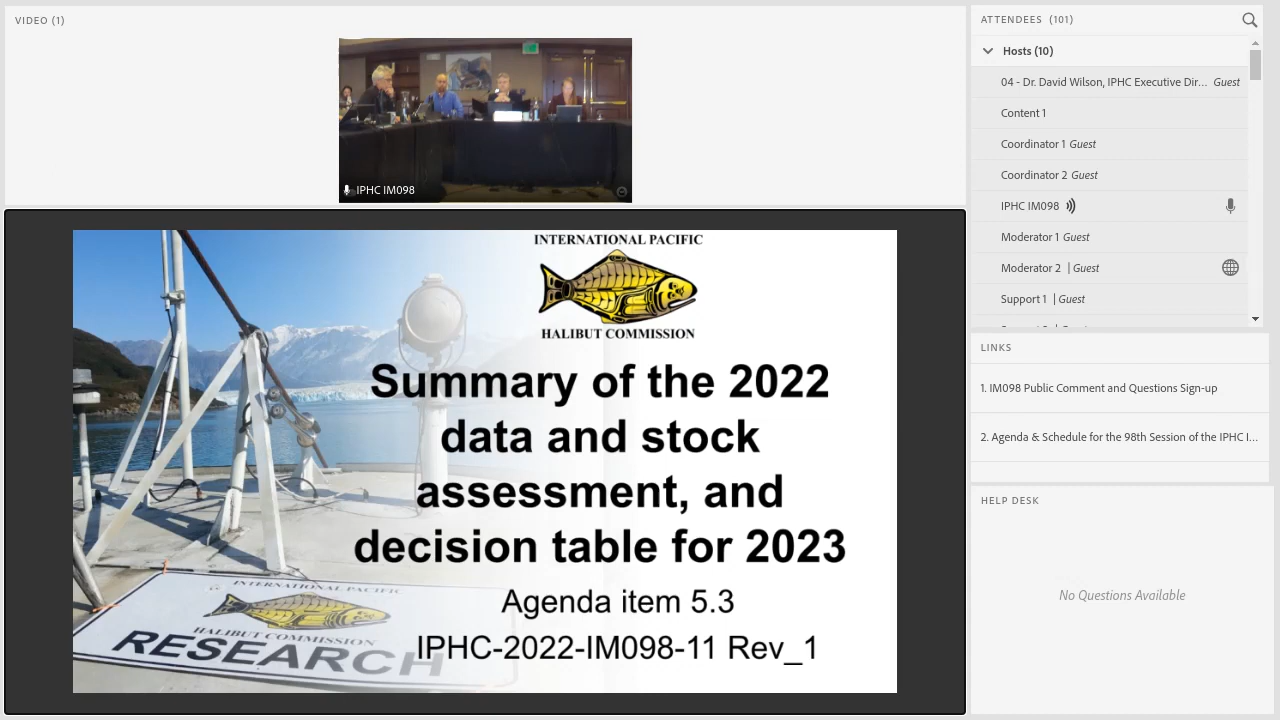 VIDEO (1)
IPHC IM098
INTERNATIONAL PACIFIC
HALIBUT COMMISSION
Summary of the 2022
data and stock
assessment, and
decision table for 2023
Agenda item 5.3
IPHC-2022-IM098-11 Rev_1
INTERNATIONAL PACIFIC
HALIBUT COMMISSION
RESEARCH
ATTENDEES (101)
Hosts (10)
04 - Dr. David Wilson, IPHC Executive Dir... Guest
Content 1
Coordinator 1 Guest
Coordinator 2 Guest
IPHC IM098
Moderator 1 Guest
Moderator 2 | Guest
Support 1 | Guest
LINKS
1. IM098 Public Comment and Questions Sign-up
2. Agenda & Schedule for the 98th Session of the IPHC I...
HELP DESK
No Questions Available